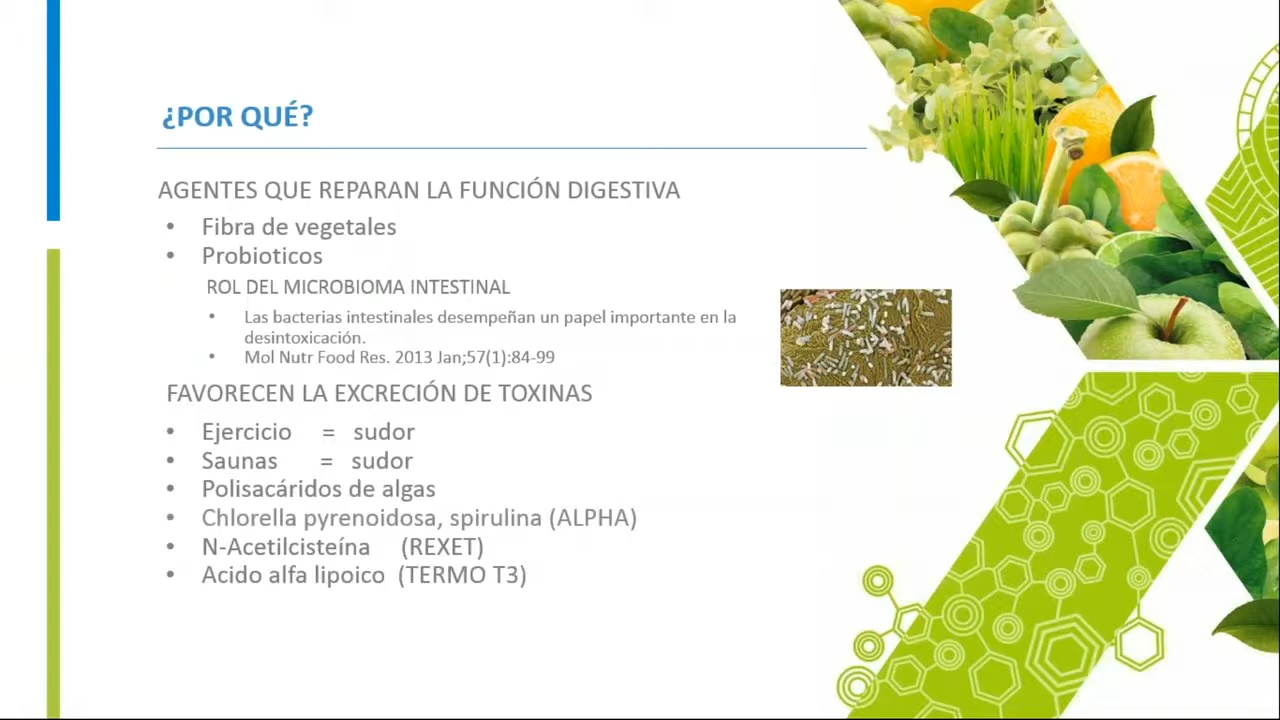 ¿POR QUÉ?
AGENTES QUE REPARAN LA FUNCIÓN DIGESTIVA
• Fibra de vegetales
• Probioticos
ROL DEL MICROBIOMA INTESTINAL
• Las bacterias intestinales desempeñan un papel importante en la
desintoxicación.
• Mol Nutr Food Res. 2013 Jan;57(1):84-99
FAVORECEN LA EXCRECIÓN DE TOXINAS
• Ejercicio = sudor
• Saunas = sudor
• Polisacáridos de algas
• Chlorella pyrenoidosa, spirulina (ALPHA)
• N-Acetilcisteína (REXET)
• Acido alfa lipoico (TERMO T3)